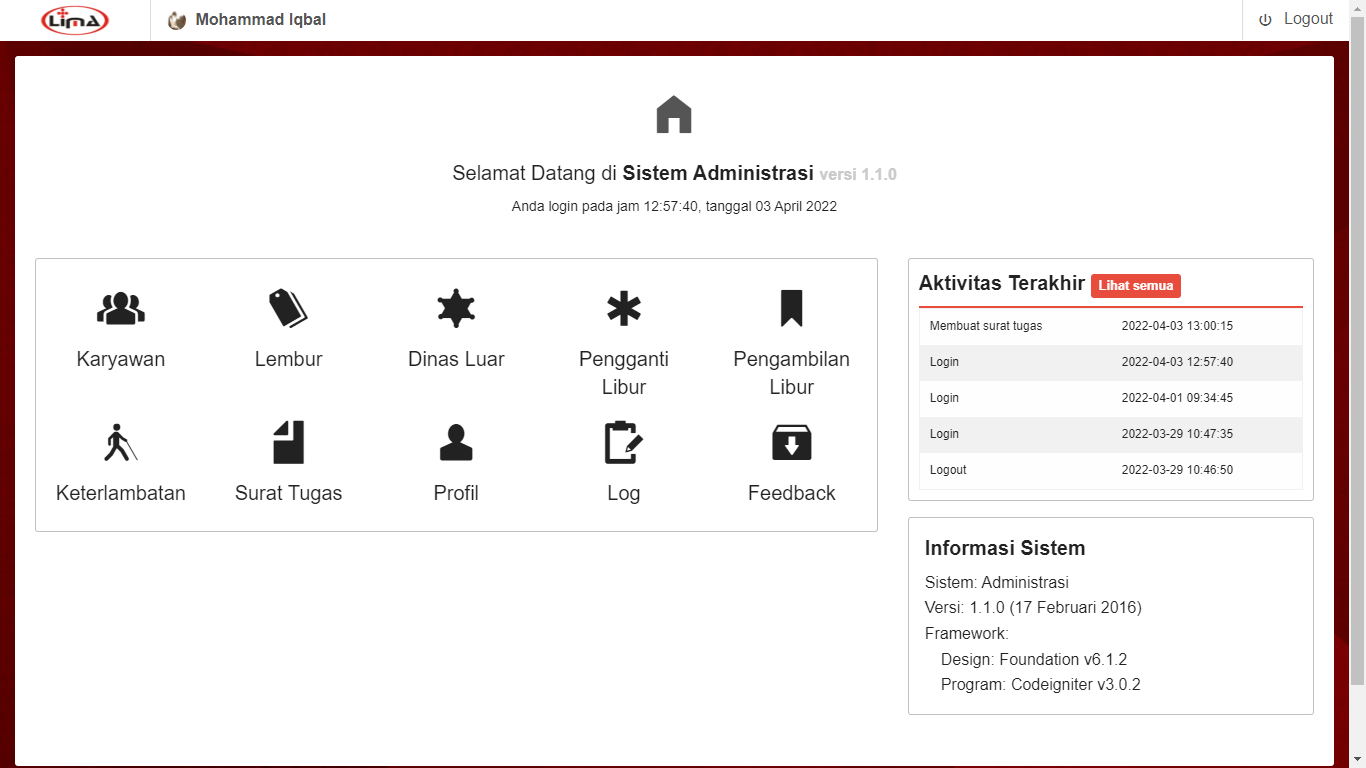 LimA
Mohammad Iqbal
Logout
Selamat Datang di Sistem Administrasi versi 1.1.0
Anda login pada jam 12:57:40, tanggal 03 April 2022
Karyawan
Lembur
Dinas Luar
Pengganti
Libur
Pengambilan
Libur
Keterlambatan
Surat Tugas
Profil
Log
Feedback
Aktivitas Terakhir Lihat semua
Membuat surat tugas 2022-04-03 13:00:15
Login 2022-04-03 12:57:40
Login 2022-04-01 09:34:45
Login 2022-03-29 10:47:35
Logout 2022-03-29 10:46:50
Informasi Sistem
Sistem: Administrasi
Versi: 1.1.0 (17 Februari 2016)
Framework:
Design: Foundation v6.1.2
Program: Codeigniter v3.0.2